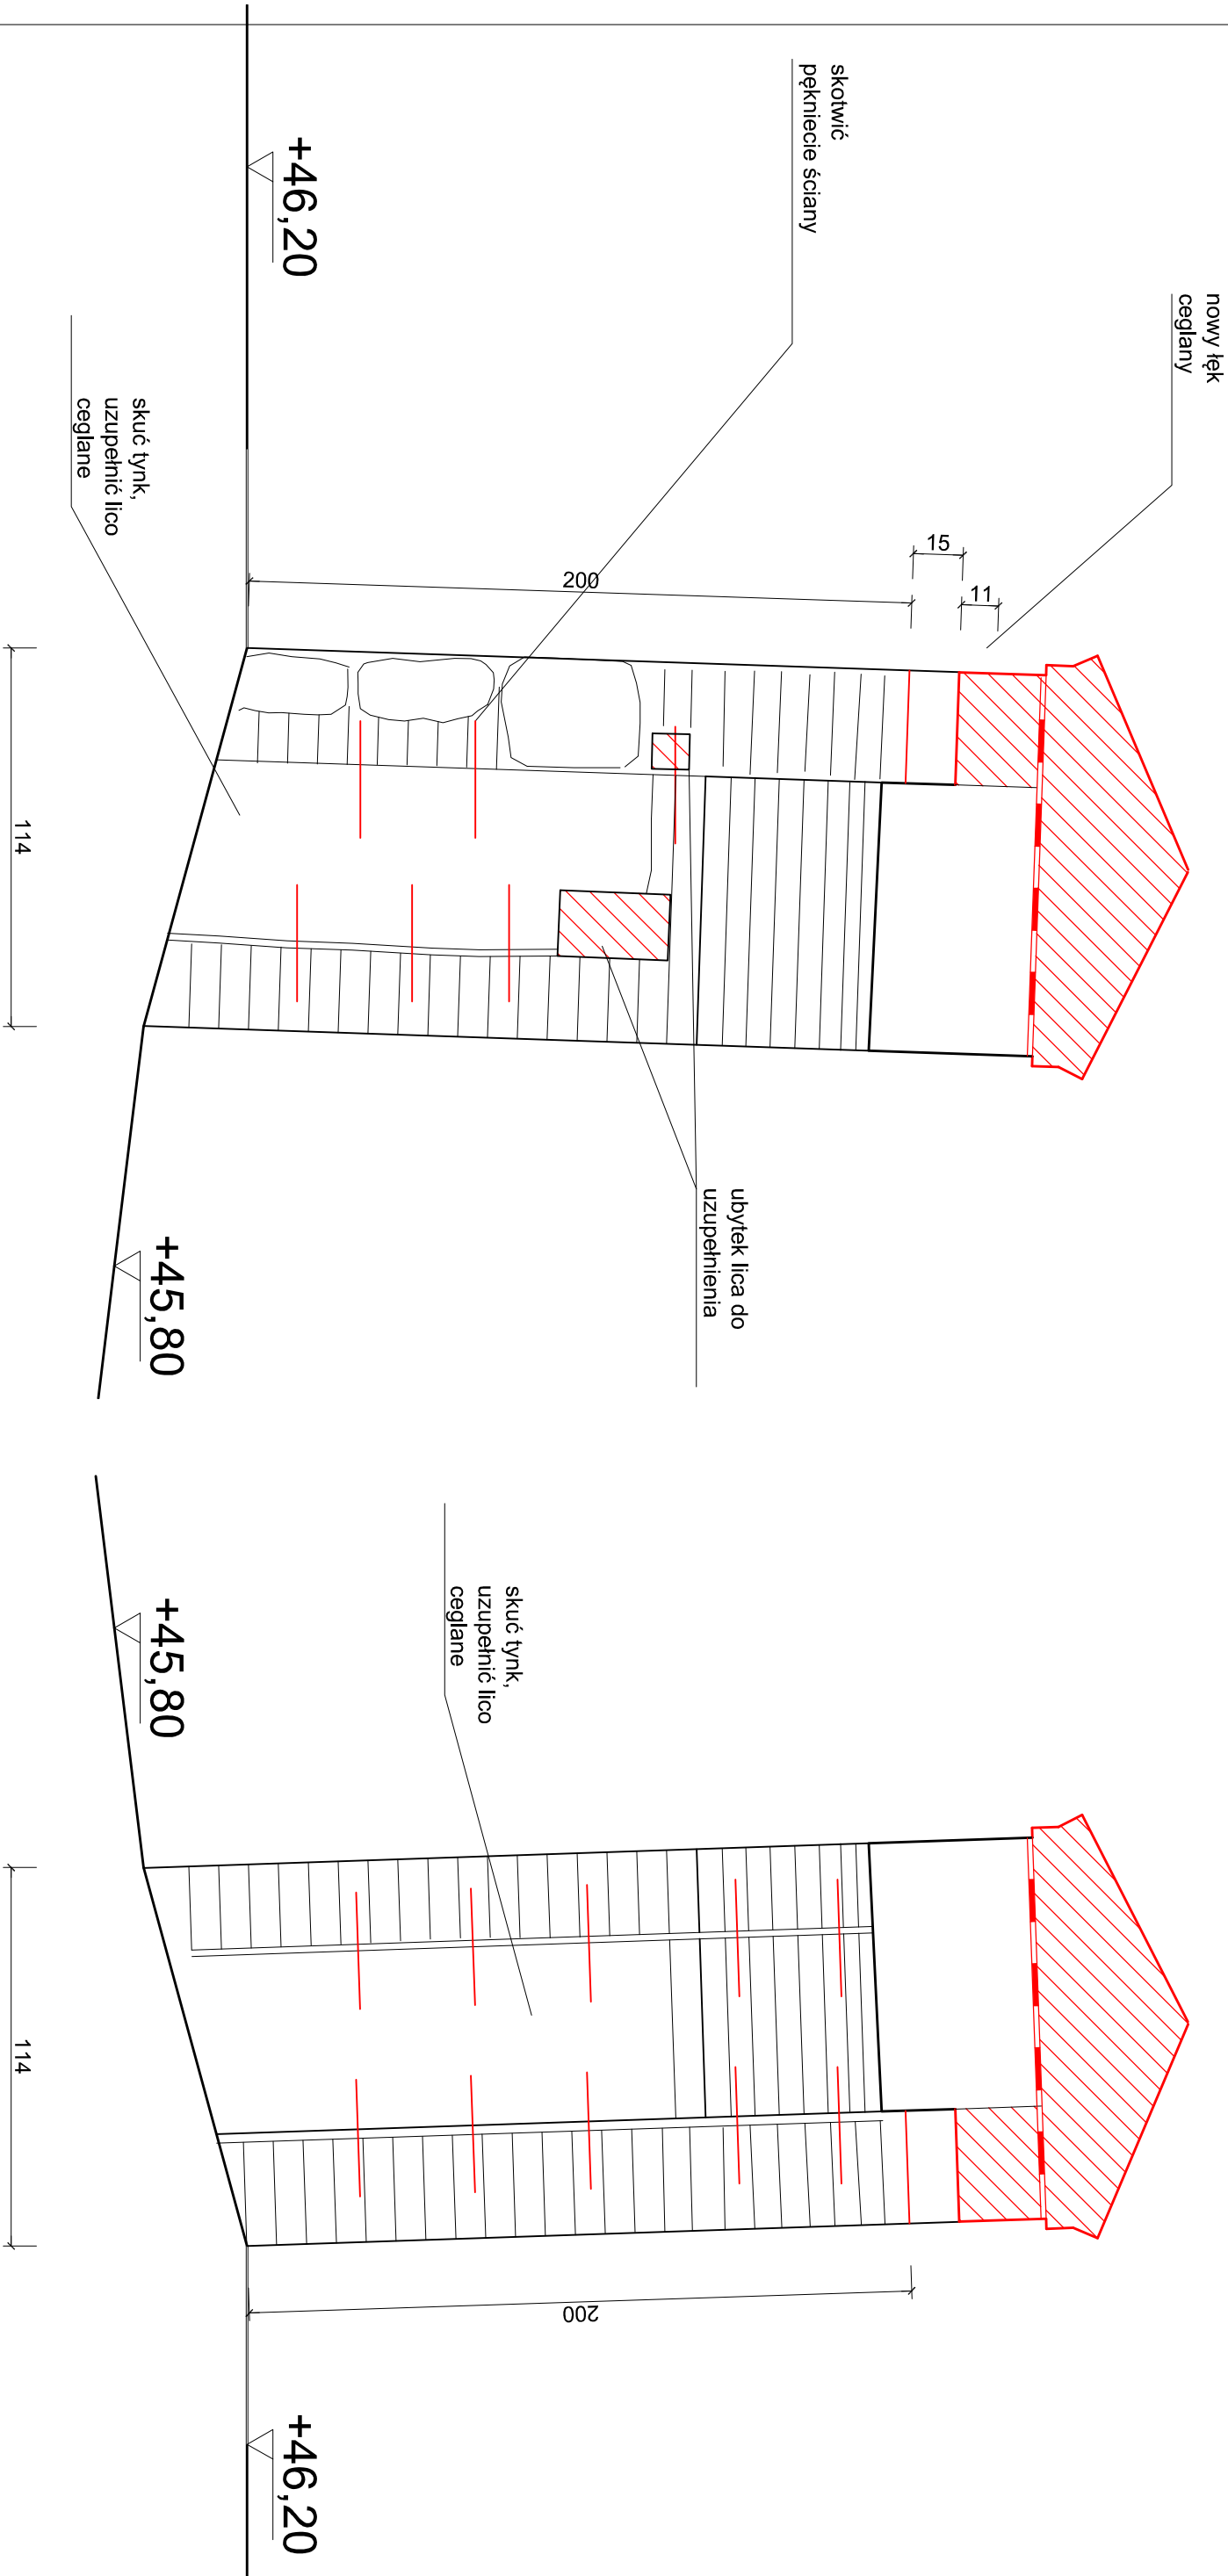 nowy łęk
ceglany
skotwić
pękniecie ściany
15
11
200
+46,20
skuć tynk,
uzupełnić lico
ceglane
114
ubytek lica do
uzupełnienia
+45,80
skuć tynk,
uzupełnić lico
ceglane
+45,80
114
200
+46,20